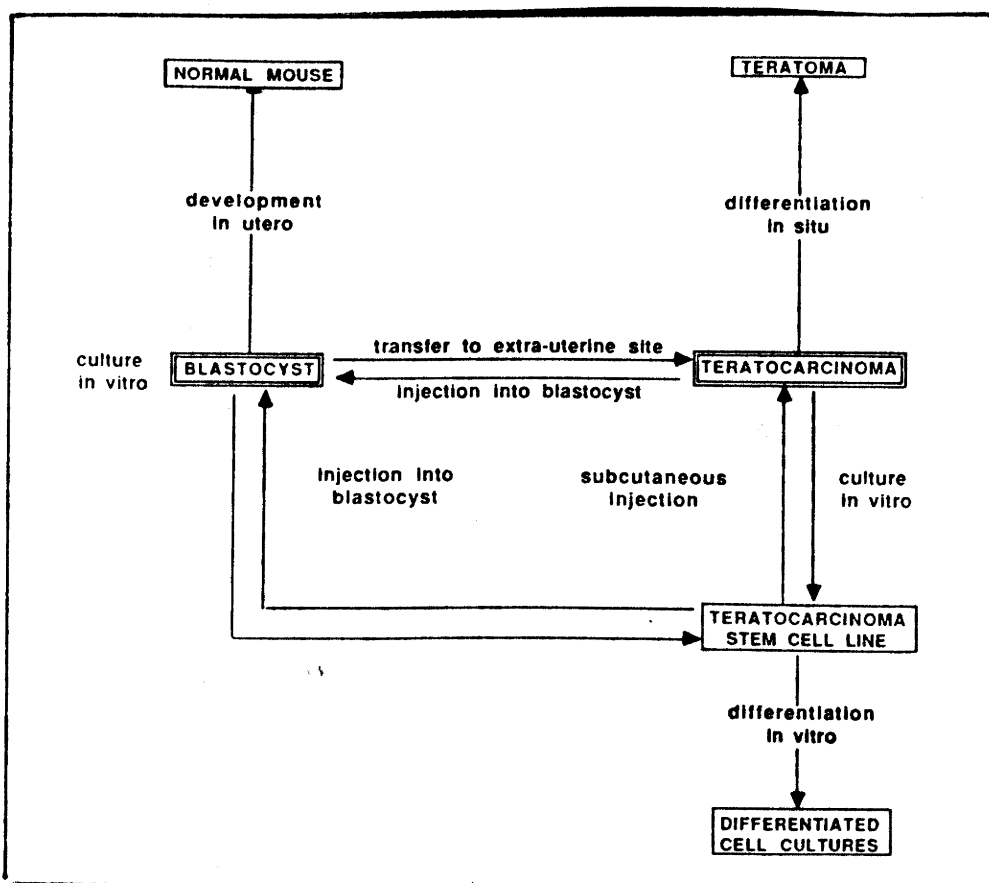 NORMAL MOUSE
TERATOMA
development
in utero
differentiation
in situ
culture
in vitro
BLASTOCYST
transfer to extra-uterine site
injection into blastocyst
TERATOCARCINOMA
injection into
blastocyst
subcutaneous
injection
culture
in vitro
TERATOCARCINOMA
STEM CELL LINE
differentiation
in vitro
DIFFERENTIATED
CELL CULTURES